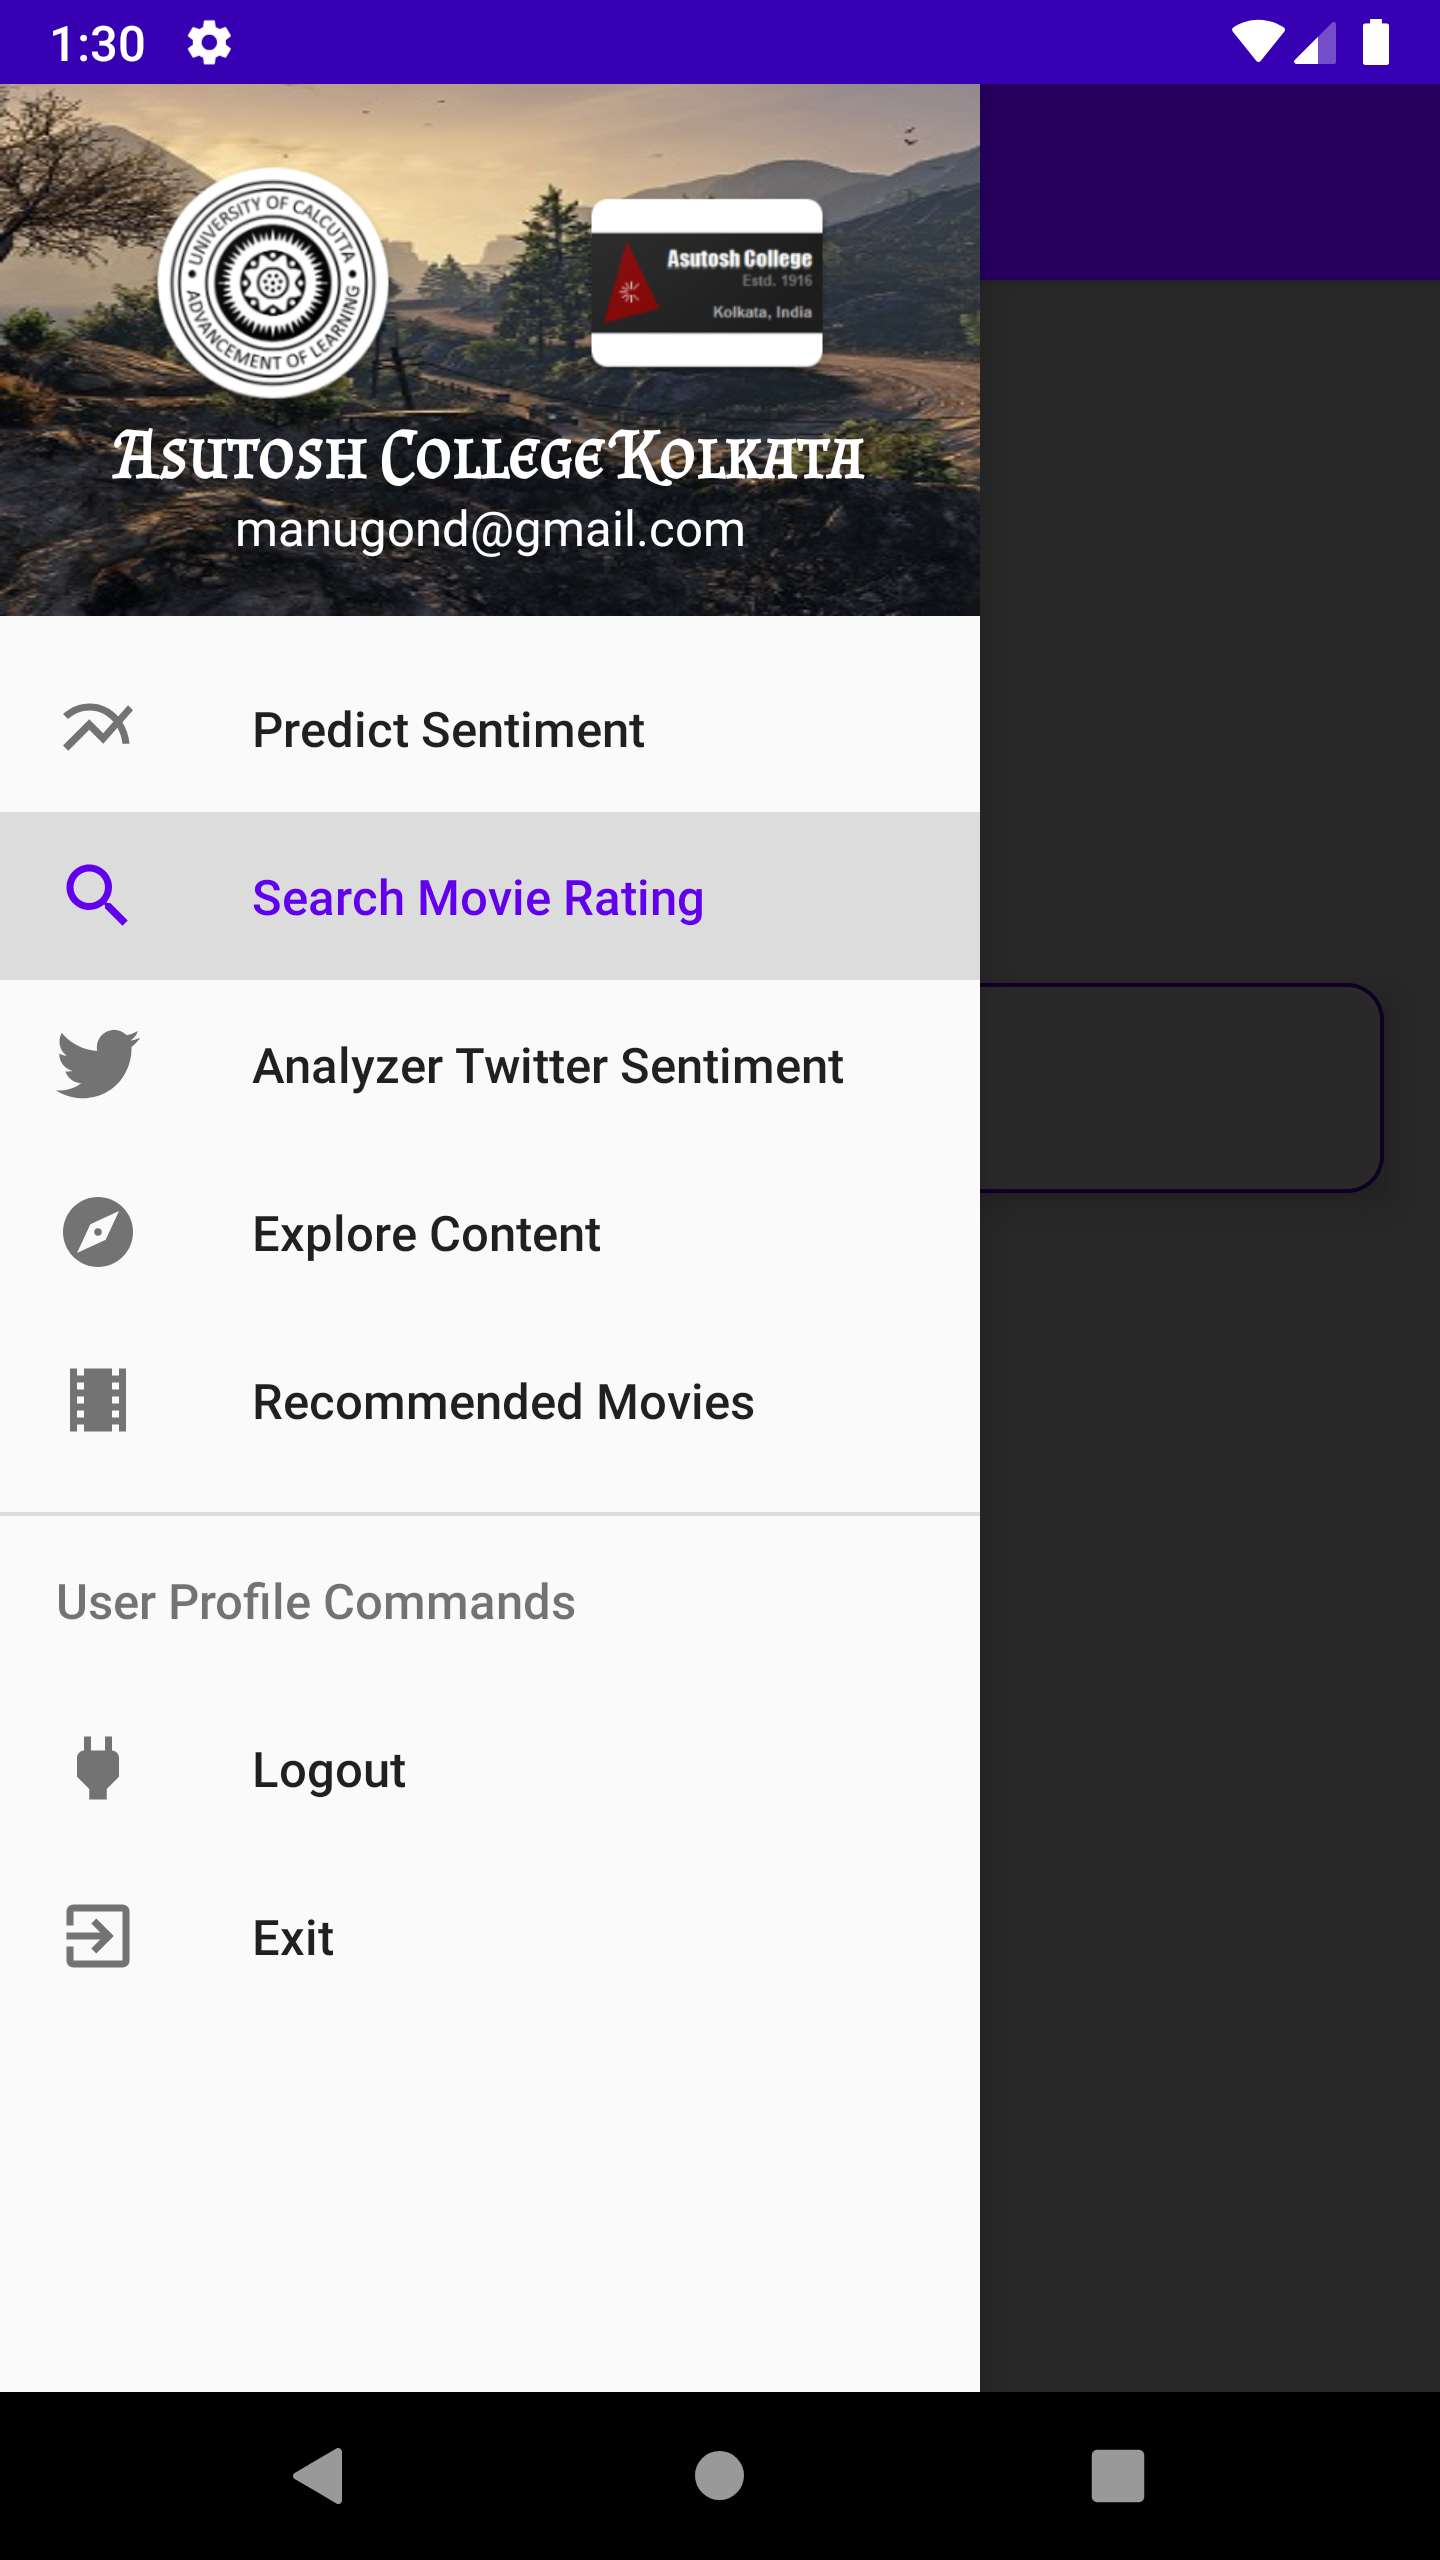 1:30
UNIVERSITY OF CALCUTTA
ADVANCEMENT OF LEARNING
Asutosh College
Estd. 1916
Kolkata, India
Asutosh College Kolkata
manugond@gmail.com
Predict Sentiment
Search Movie Rating
Analyzer Twitter Sentiment
Explore Content
Recommended Movies
User Profile Commands
Logout
Exit